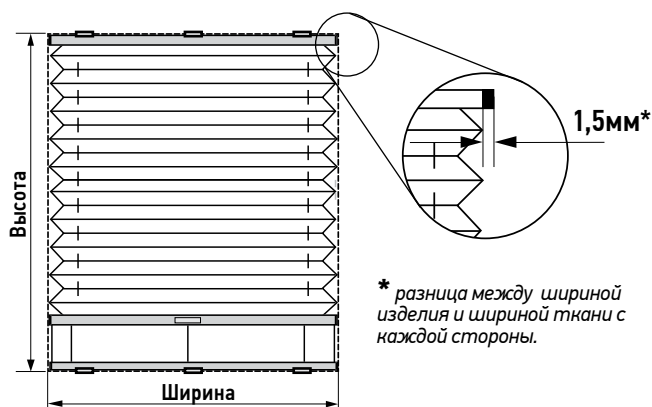 1,5мм*
Высота
* разница между шириной
изделия и шириной ткани с
каждой стороны.
Ширина